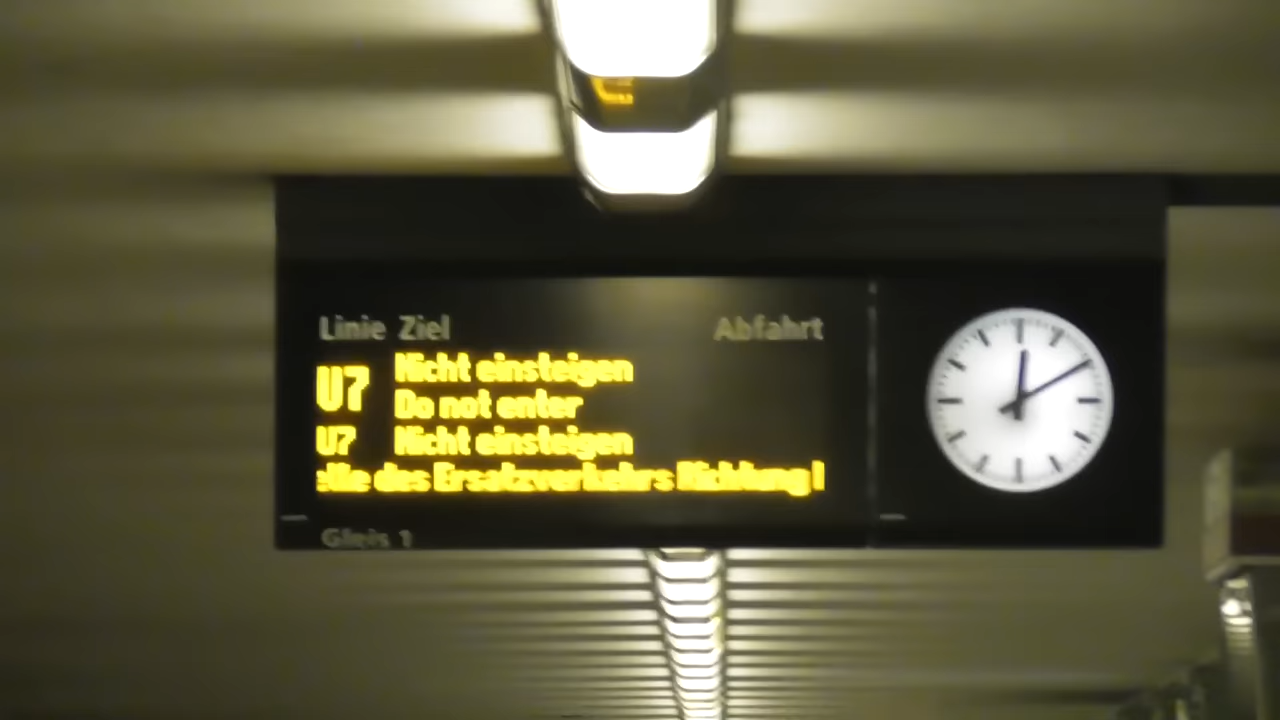 Linie Ziel Abfahrt
U7 Nicht einsteigen
Do not enter
U7 Nicht einsteigen
des Ersatzverkehrs Richtung
Gleis 1